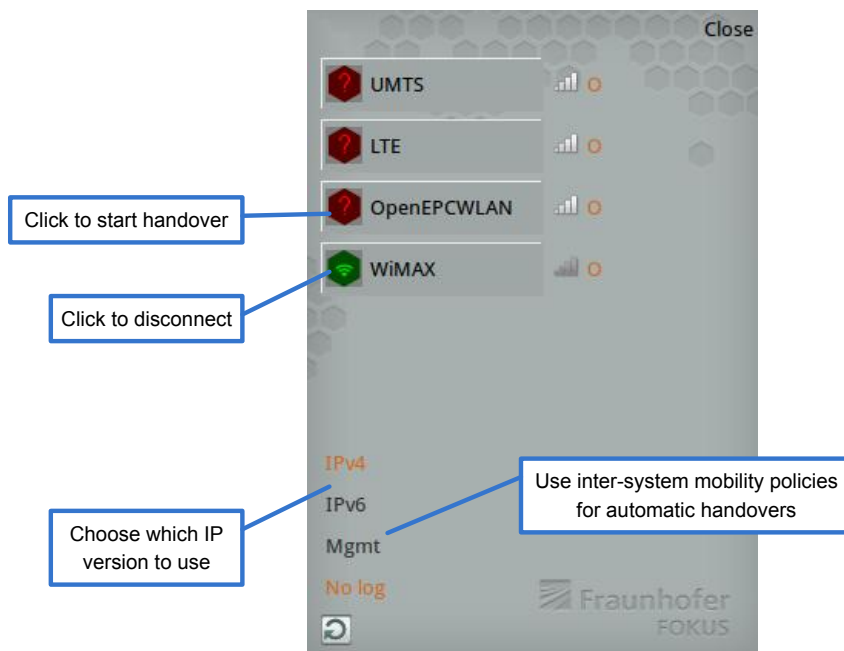 Close
UMTS
O
LTE
O
OpenEPCWLAN
O
WiMAX
O
Click to start handover
Click to disconnect
IPv4
IPv6
Mgmt
No log
Choose which IP
version to use
Use inter-system mobility policies
for automatic handovers
Fraunhofer
FOKUS